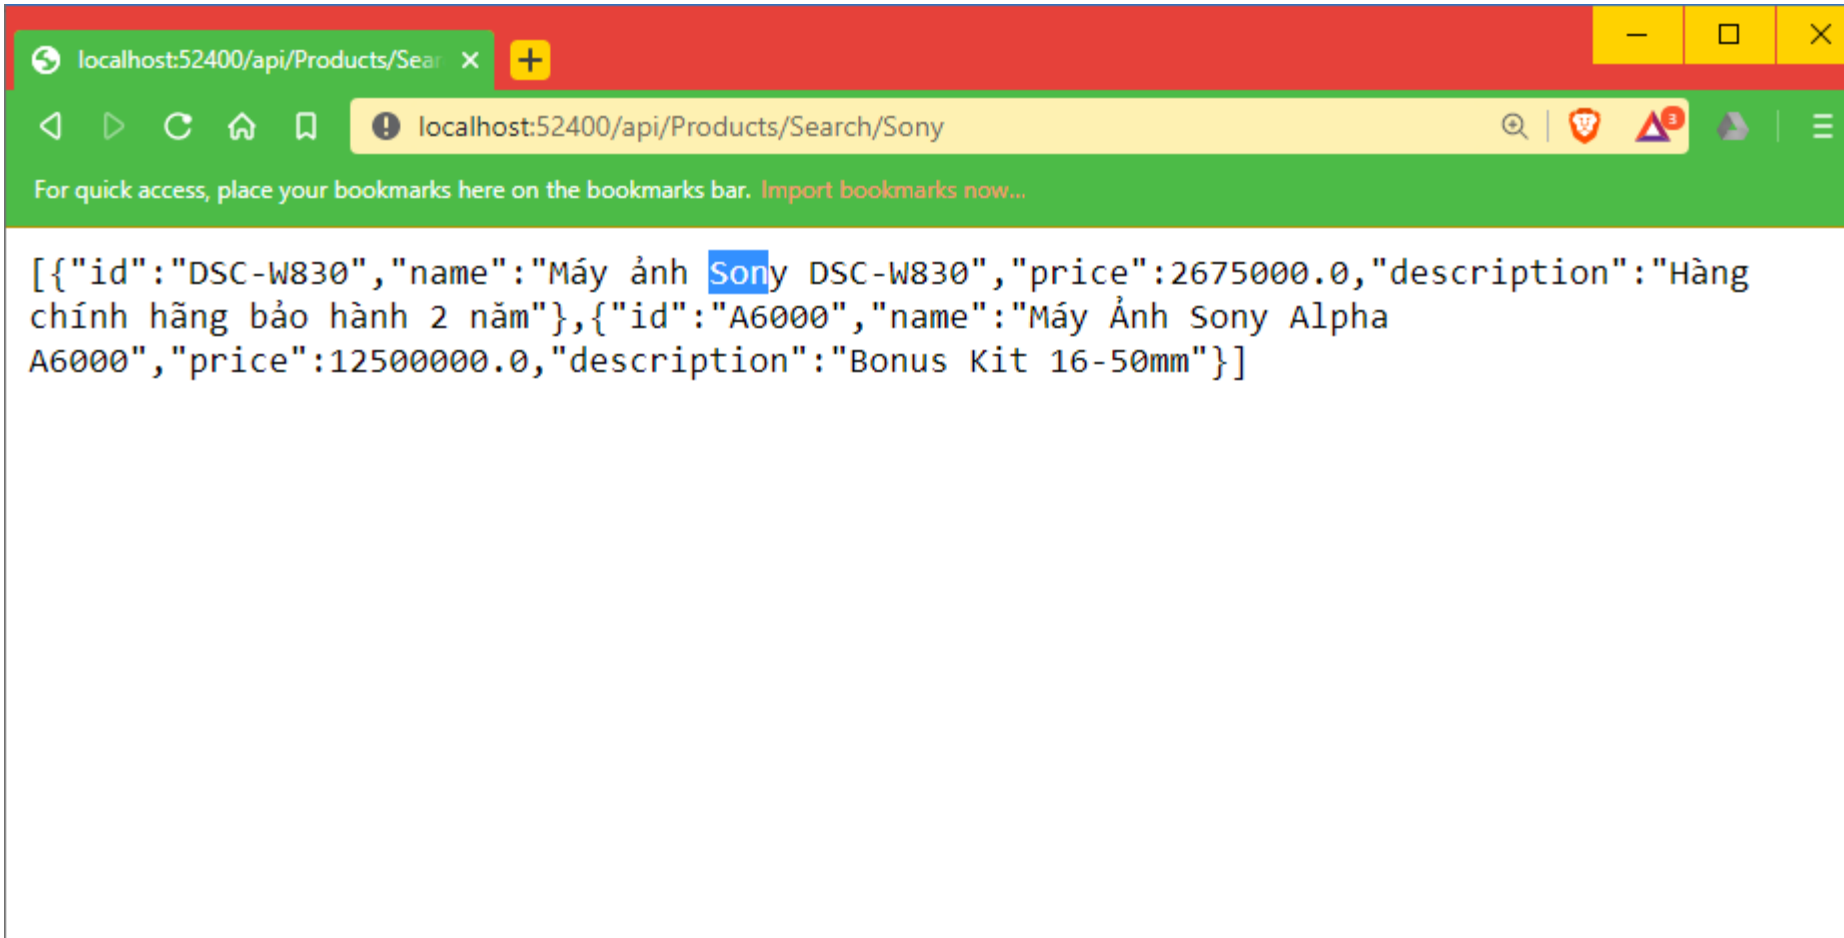 localhost:52400/api/Products/Sear
localhost:52400/api/Products/Search/Sony
3
For quick access, place your bookmarks here on the bookmarks bar. Import bookmarks now...
[{"id":"DSC-W830","name":"Máy ảnh Sony DSC-W830","price":2675000.0,"description":"Hàng
chính hãng bảo hành 2 năm"},{"id":"A6000","name":"Máy Ảnh Sony Alpha
A6000","price":12500000.0,"description":"Bonus Kit 16-50mm"}]